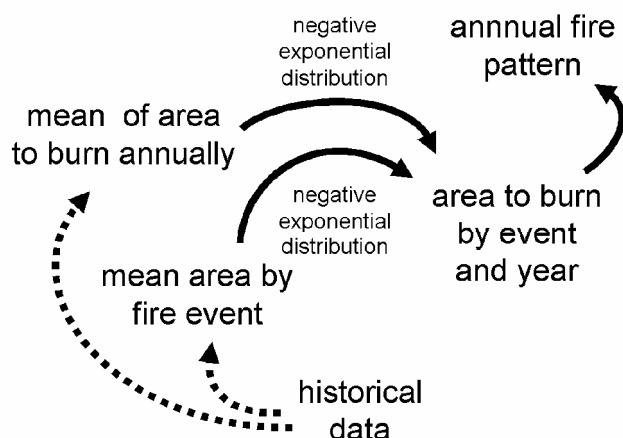 negative
exponential
distribution
annnual fire
pattern
mean of area
to burn annually
negative
exponential
distribution
area to burn
by event
and year
mean area by
fire event
historical
data